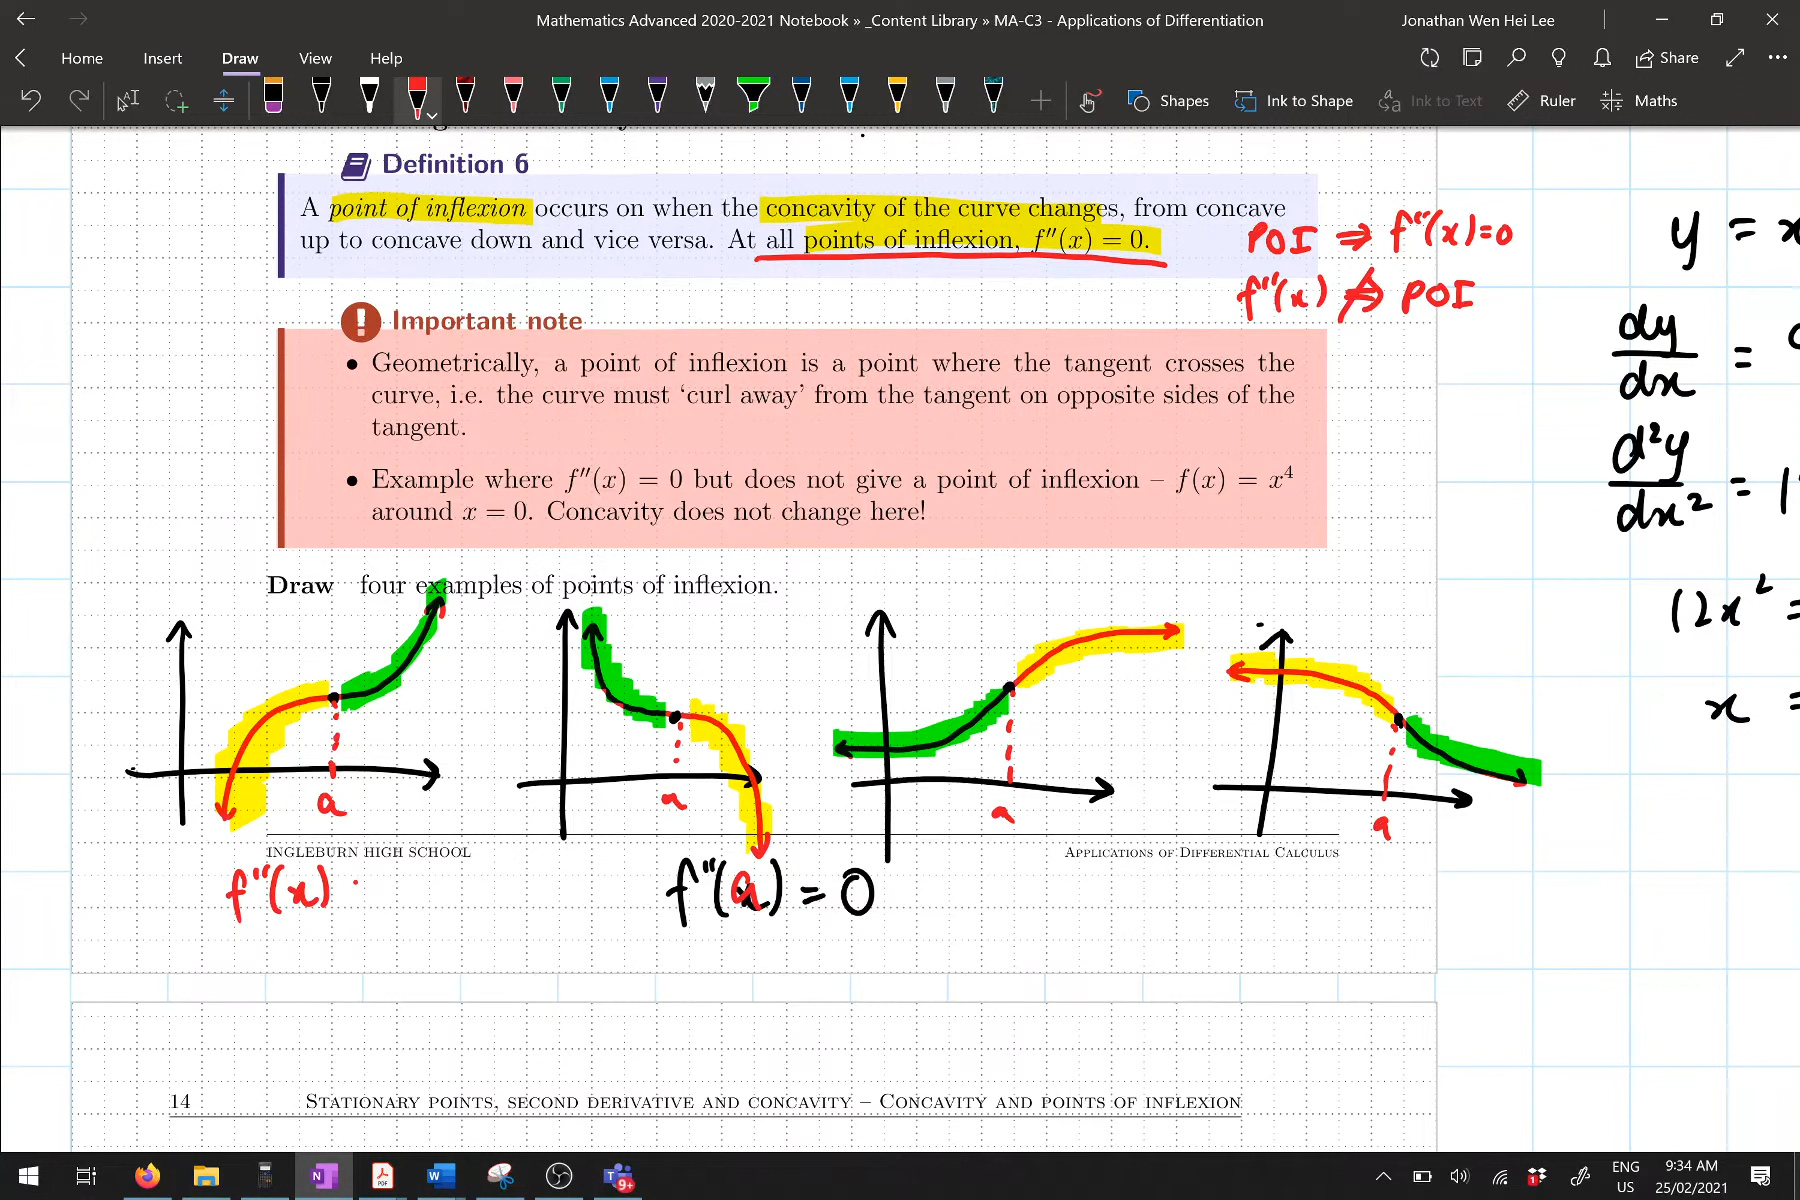 Mathematics Advanced 2020-2021 Notebook » _Content Library » MA-C3 - Applications of Differentiation
Jonathan Wen Hei Lee
Home Insert Draw View Help
Share
Shapes Ink to Shape Ink to Text Ruler Maths
Definition 6
A point of inflexion occurs on when the concavity of the curve changes, from concave
up to concave down and vice versa. At all points of inflexion, f″(x) = 0.
POI ⇒ f″(x)=0
f″(x) ⇏ POI
Important note
• Geometrically, a point of inflexion is a point where the tangent crosses the
curve, i.e. the curve must ‘curl away’ from the tangent on opposite sides of the
tangent.
• Example where f″(x) = 0 but does not give a point of inflexion – f(x) = x⁴
around x = 0. Concavity does not change here!
y = x
dy/dx =
d²y/dx² = 1
12x² =
x =
Draw four examples of points of inflexion.
a a a a
INGLEBURN HIGH SCHOOL
APPLICATIONS OF DIFFERENTIAL CALCULUS
f″(x)
f″(a) = 0
14 STATIONARY POINTS, SECOND DERIVATIVE AND CONCAVITY – CONCAVITY AND POINTS OF INFLEXION
ENG
US
9:34 AM
25/02/2021